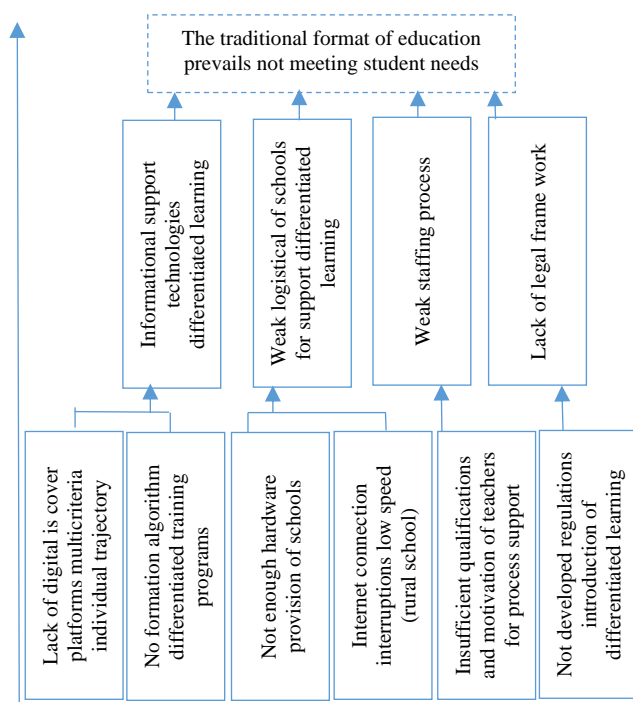 The traditional format of education
prevails not meeting student needs
Informational support
technologies
differentiated learning
Weak logistical of schools
for support differentiated
learning
Weak staffing process
Lack of legal frame work
Lack of digital is cover
platforms multicriteria
individual trajectory
No formation algorithm
differentiated training
programs
Not enough hardware
provision of schools
Internet connection
interruptions low speed
(rural school)
Insufficient qualifications
and motivation of teachers
for process support
Not developed regulations
introduction of
differentiated learning